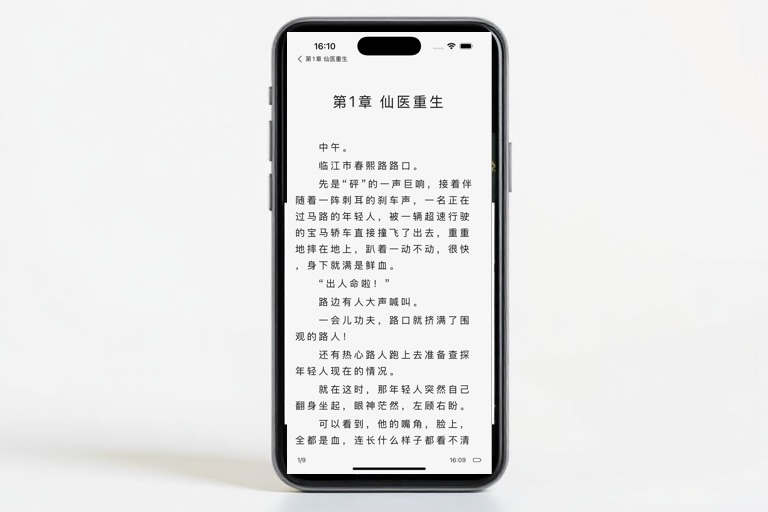 16:10
第1章 仙医重生
第1章 仙医重生
中午。
临江市春熙路路口。
先是“砰”的一声巨响，接着伴
随着一阵刺耳的刹车声，一名正在
过马路的年轻人，被一辆超速行驶
的宝马轿车直接撞飞了出去，重重
地摔在地上，趴着一动不动，很快
，身下就满是鲜血。
“出人命啦！”
路边有人大声喊叫。
一会儿功夫，路口就挤满了围
观的路人！
还有热心路人跑上去准备查探
年轻人现在的情况。
就在这时，那年轻人突然自己
翻身坐起，眼神茫然，左顾右盼。
可以看到，他的嘴角，脸上，
全都是血，连长什么样子都看不清
1/9 16:09